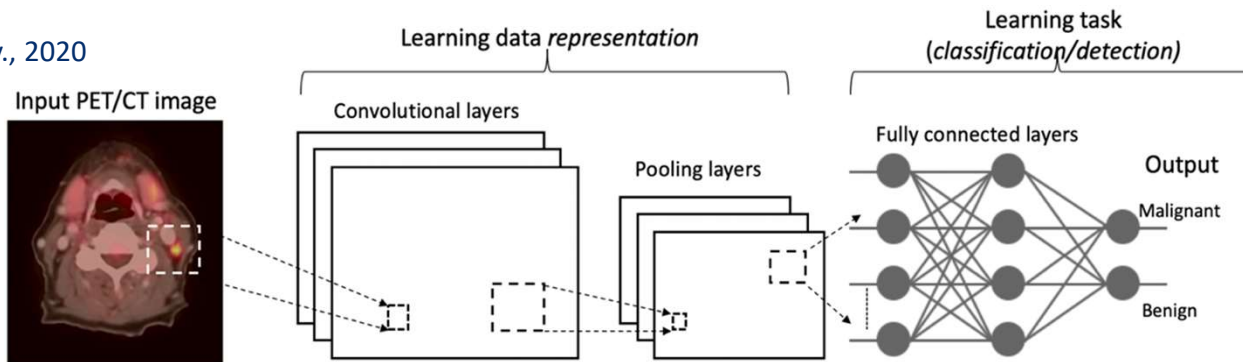 2020
Learning data representation
Learning task
(classification/detection)
Input PET/CT image
Convolutional layers
Pooling layers
Fully connected layers
Output
Malignant
Benign